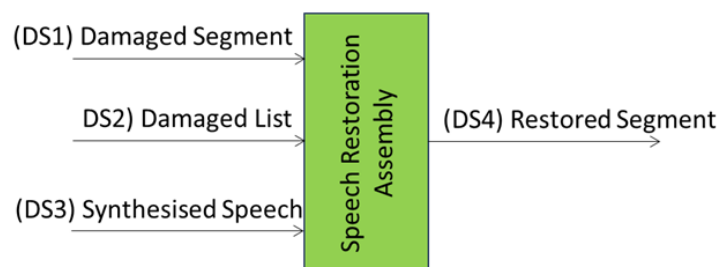 (DS1) Damaged Segment
DS2) Damaged List
(DS3) Synthesised Speech
Speech Restoration
Assembly
(DS4) Restored Segment